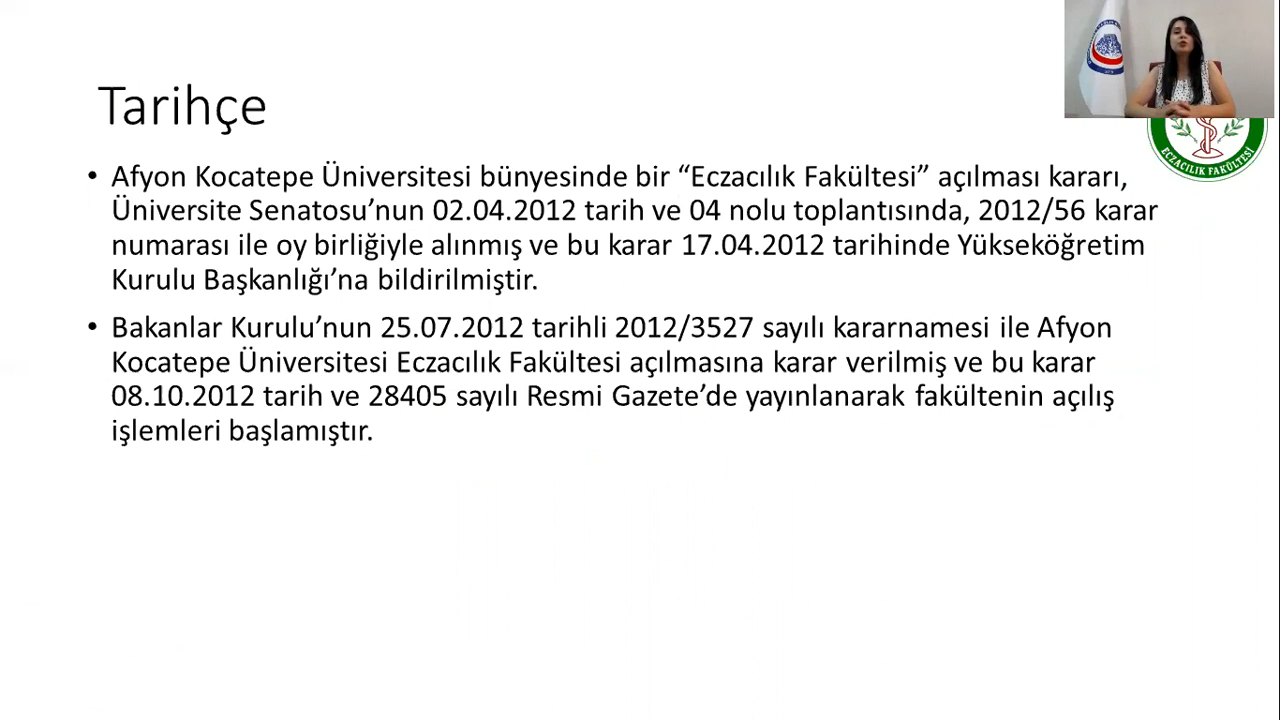 Tarihçe
• Afyon Kocatepe Üniversitesi bünyesinde bir “Eczacılık Fakültesi” açılması kararı,
Üniversite Senatosu’nun 02.04.2012 tarih ve 04 nolu toplantısında, 2012/56 karar
numarası ile oy birliğiyle alınmış ve bu karar 17.04.2012 tarihinde Yükseköğretim
Kurulu Başkanlığı’na bildirilmiştir.
• Bakanlar Kurulu’nun 25.07.2012 tarihli 2012/3527 sayılı kararnamesi ile Afyon
Kocatepe Üniversitesi Eczacılık Fakültesi açılmasına karar verilmiş ve bu karar
08.10.2012 tarih ve 28405 sayılı Resmi Gazete’de yayınlanarak fakültenin açılış
işlemleri başlamıştır.
ECZACILIK FAKÜLTESİ